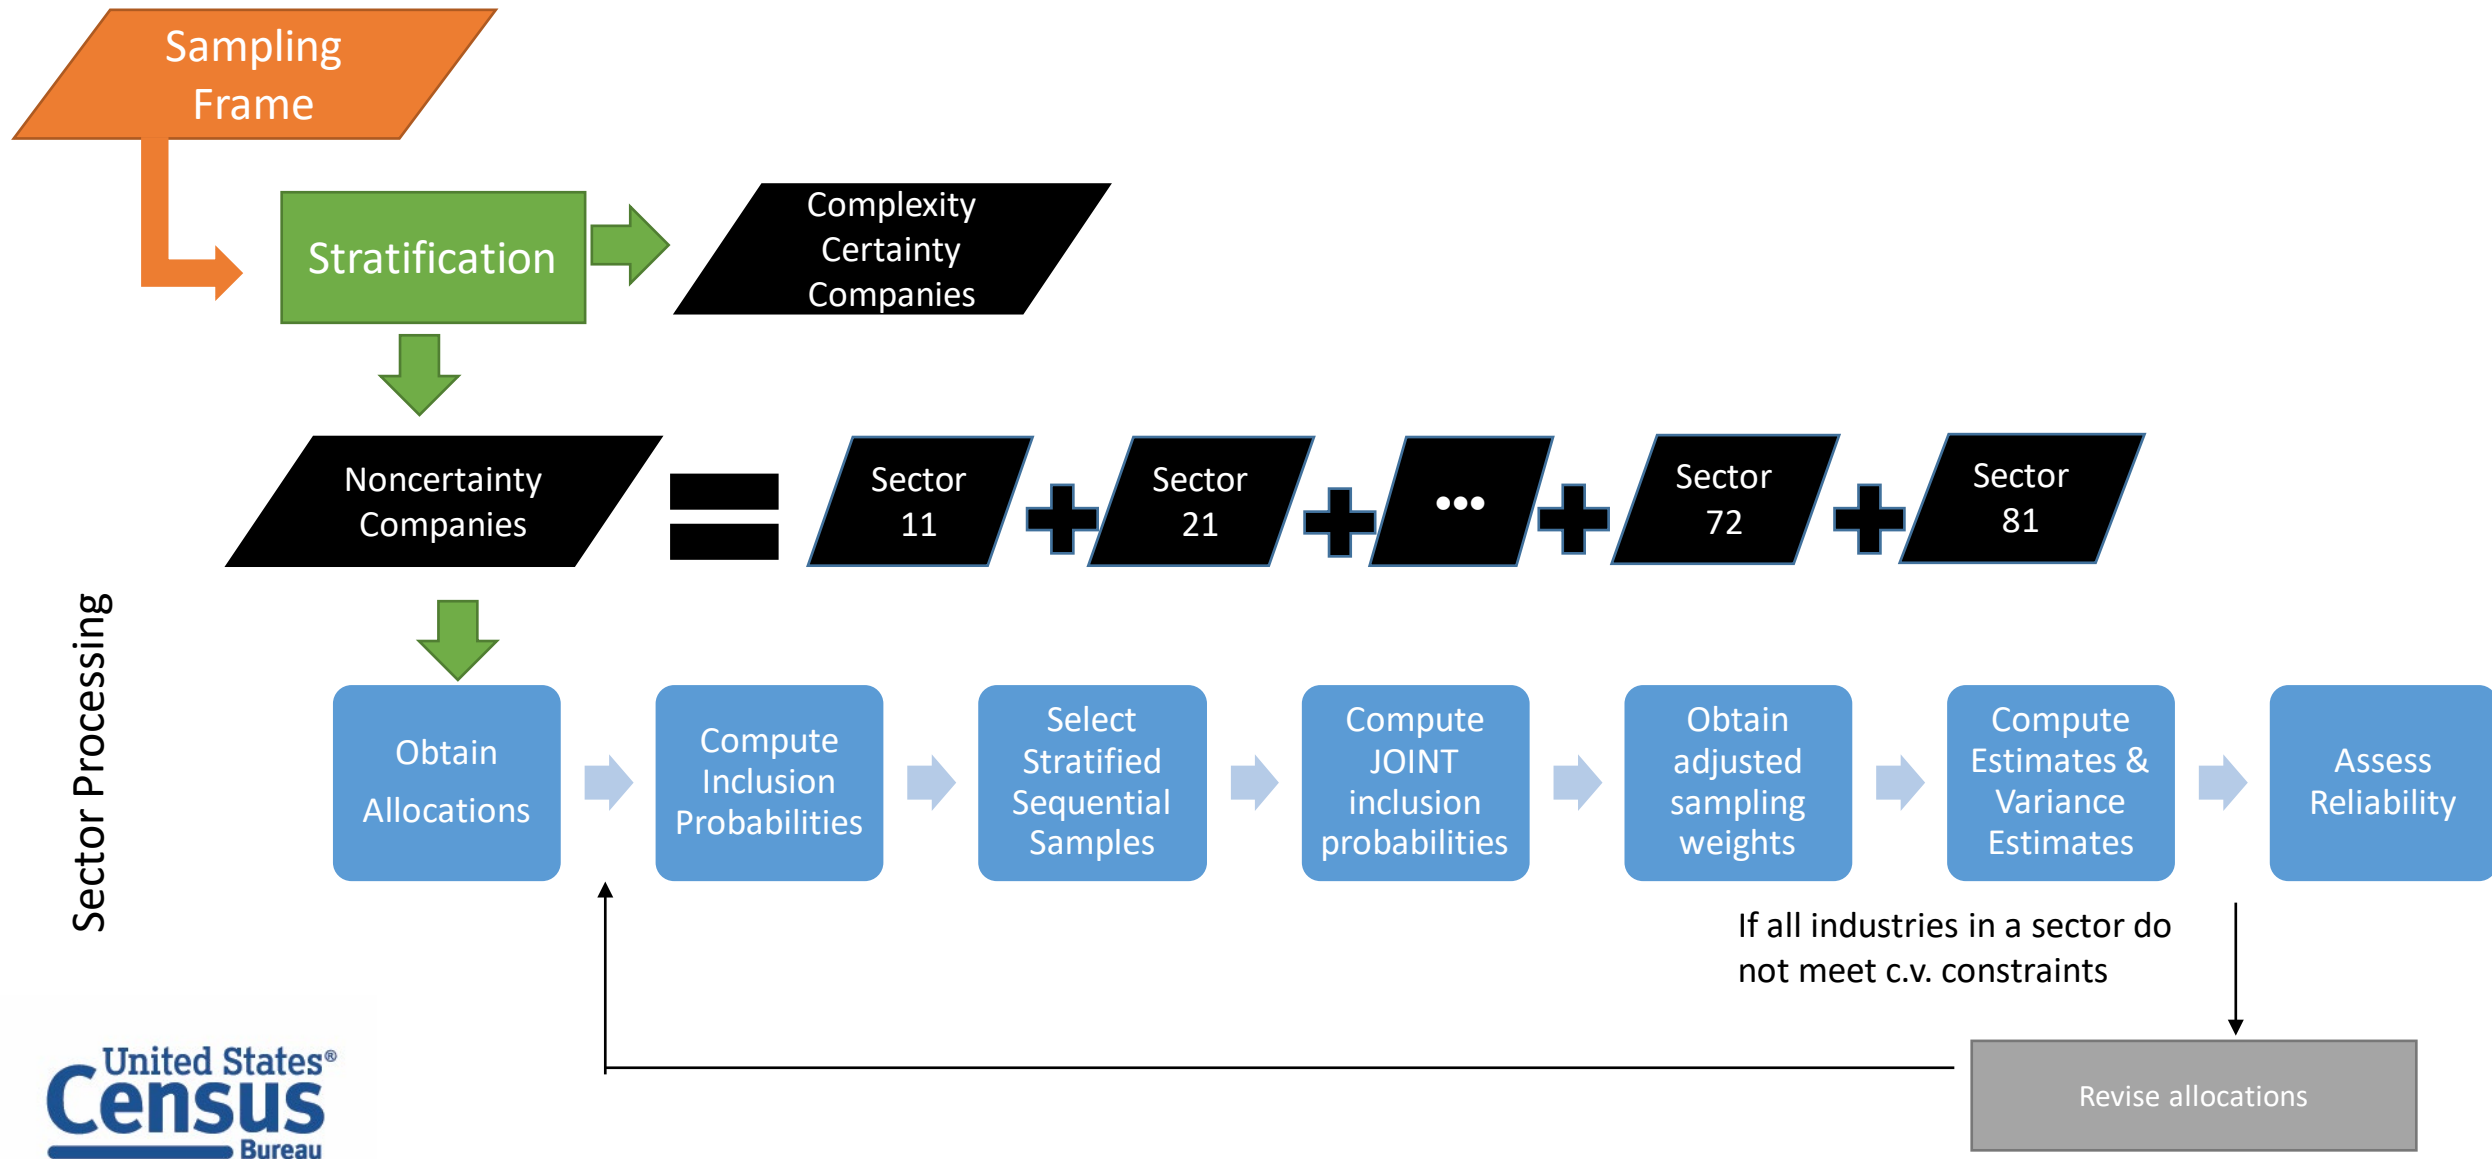 Sampling
Frame
Stratification
Complexity
Certainty
Companies
Noncertainty
Companies
Sector
11
Sector
21
•••
Sector
72
Sector
81
Sector Processing
Obtain
Allocations
Compute
Inclusion
Probabilities
Select
Stratified
Sequential
Samples
Compute
JOINT
inclusion
probabilities
Obtain
adjusted
sampling
weights
Compute
Estimates &
Variance
Estimates
Assess
Reliability
If all industries in a sector do
not meet c.v. constraints
Revise allocations
United States®
Census
Bureau